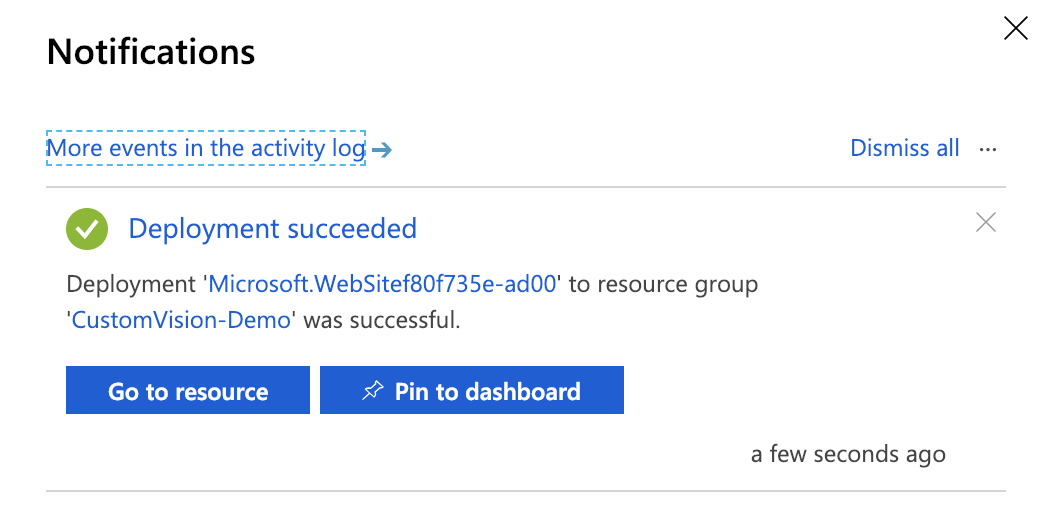 Notifications
More events in the activity log
Dismiss all
Deployment succeeded
Deployment 'Microsoft.WebSitef80f735e-ad00' to resource group
'CustomVision-Demo' was successful.
Go to resource
Pin to dashboard
a few seconds ago